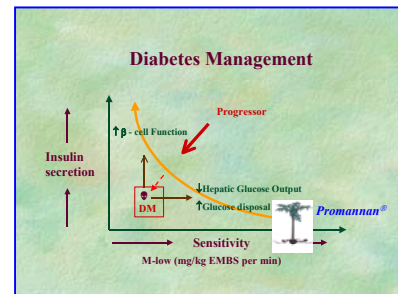 Diabetes Management
Progressor
↑β - cell Function
Insulin
secretion
↓Hepatic Glucose Output
DM
↑Glucose disposal
Promannan®
Sensitivity
M-low (mg/kg EMBS per min)